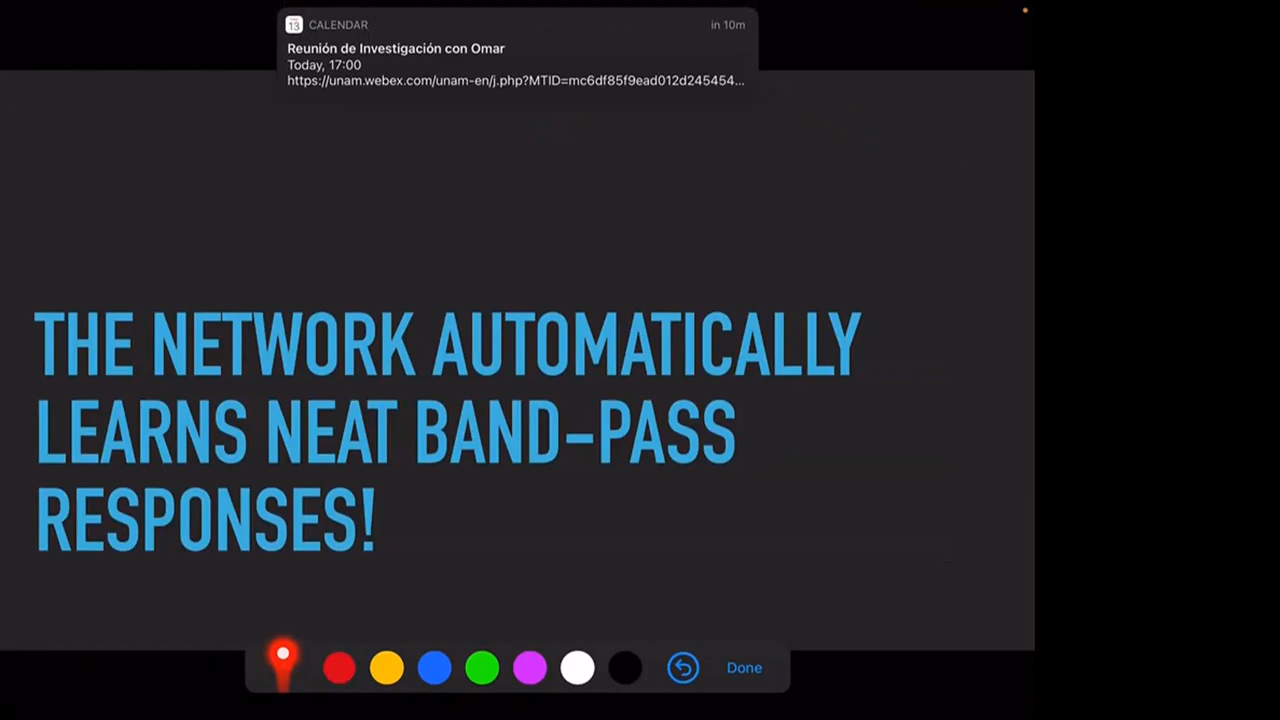 13 CALENDAR in 10m
Reunión de Investigación con Omar
Today, 17:00
https://unam.webex.com/unam-en/j.php?MTID=mc6df85f9ead012d245454...
THE NETWORK AUTOMATICALLY
LEARNS NEAT BAND-PASS
RESPONSES!
Done